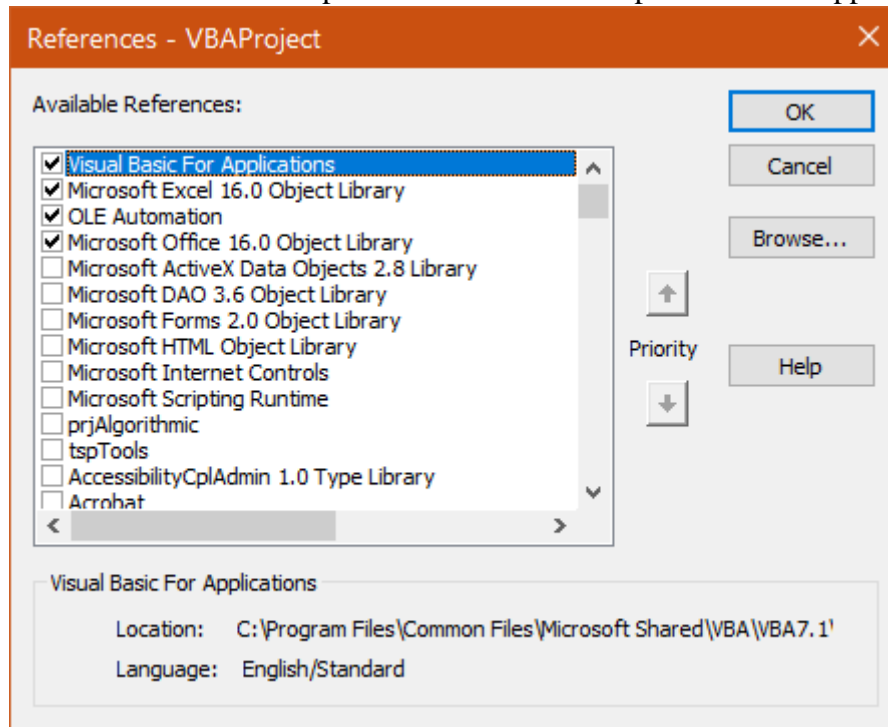 References - VBAProject
Available References:
OK
Visual Basic For Applications
Cancel
Microsoft Excel 16.0 Object Library
OLE Automation
Browse...
Microsoft Office 16.0 Object Library
Microsoft ActiveX Data Objects 2.8 Library
Microsoft DAO 3.6 Object Library
Microsoft Forms 2.0 Object Library
Microsoft HTML Object Library
Priority
Microsoft Internet Controls
Help
Microsoft Scripting Runtime
prjAlgorithmic
tspTools
AccessibilityCplAdmin 1.0 Type Library
Acrobat
Visual Basic For Applications
Location: C:\Program Files\Common Files\Microsoft Shared\VBA\VBA7.1\
Language: English/Standard